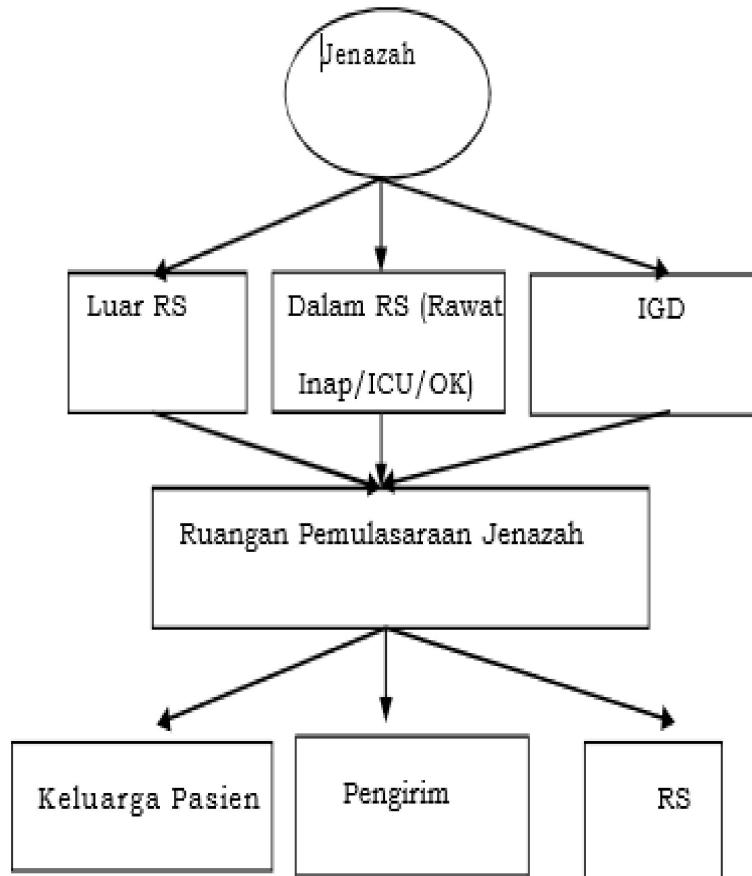 Jenazah
Luar RS
Dalam RS (Rawat
Inap/ICU/OK)
IGD
Ruangan Pemulasaraan Jenazah
Keluarga Pasien
Pengirim
RS